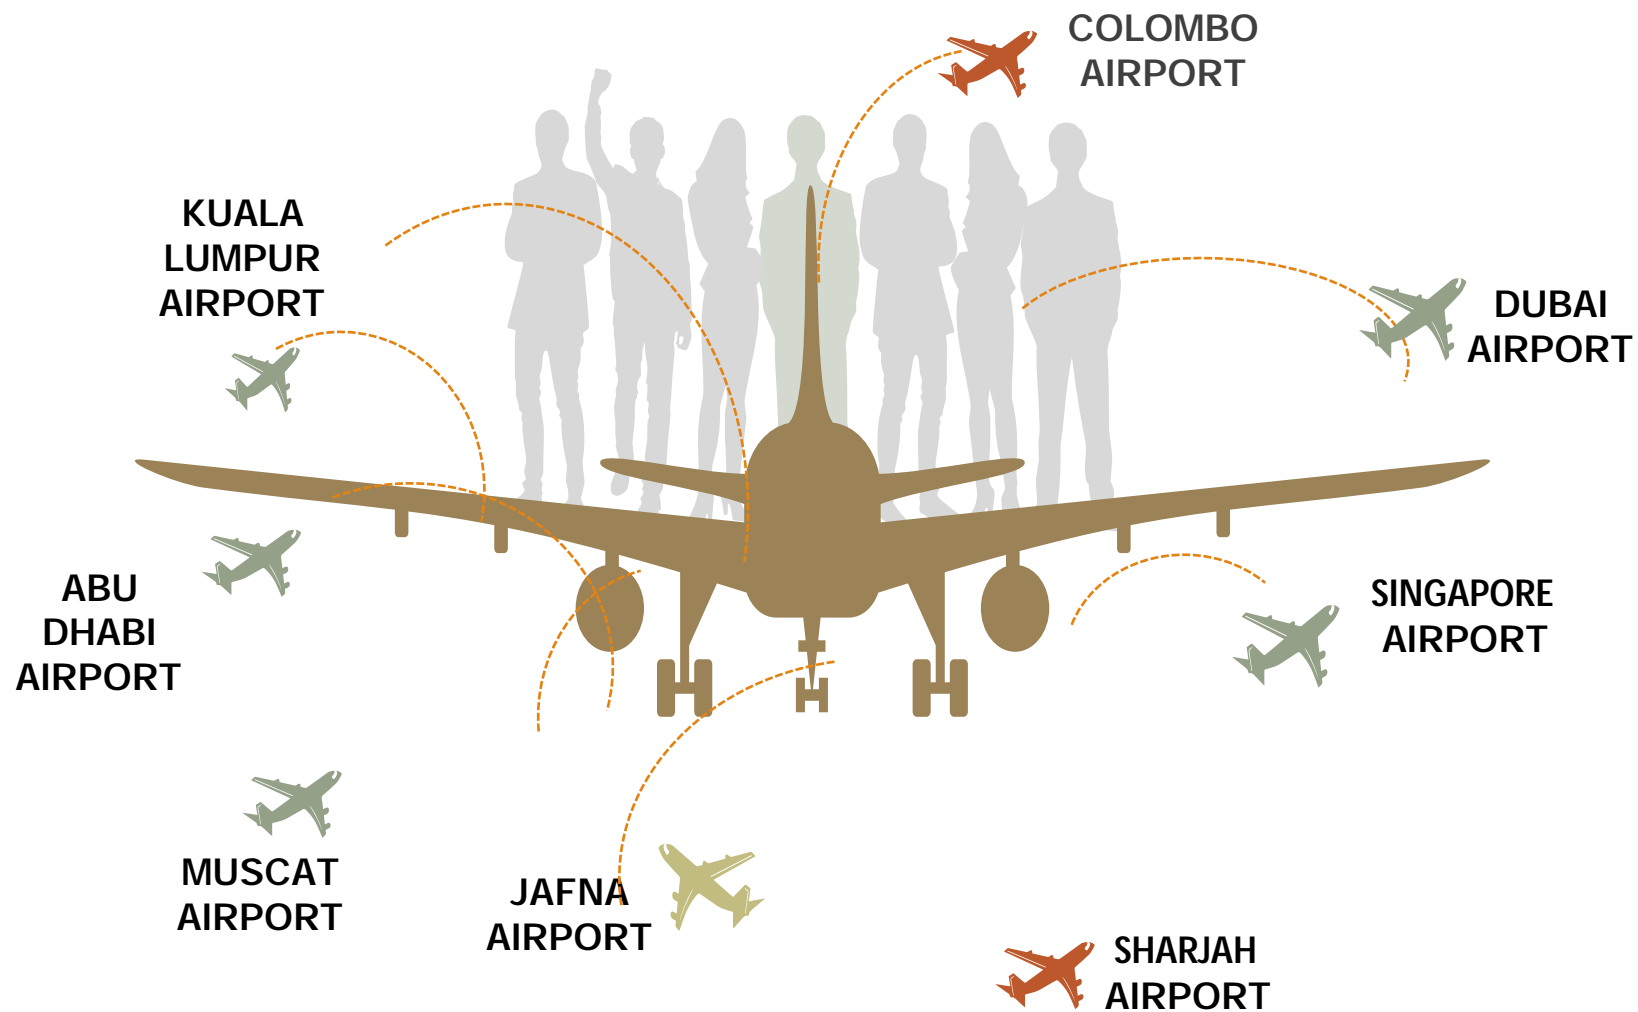 COLOMBO
AIRPORT
KUALA
LUMPUR
AIRPORT
DUBAI
AIRPORT
ABU
DHABI
AIRPORT
SINGAPORE
AIRPORT
MUSCAT
AIRPORT
JAFNA
AIRPORT
SHARJAH
AIRPORT